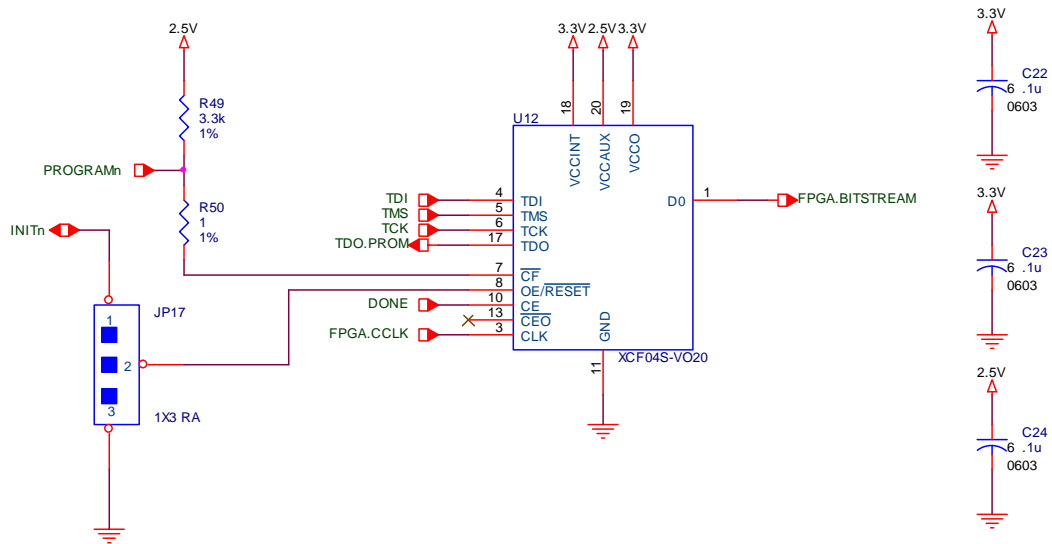 2.5V
R49
3.3k
1%
PROGRAMn
R50
1
1%
INITn
JP17
1
2
3
1X3 RA
3.3V 2.5V 3.3V
18
20
19
U12
VCCINT
VCCAUX
VCCO
TDI 4 TDI
TMS 5 TMS
TCK 6 TCK
TDO.PROM 17 TDO
7 CF
8 OE/RESET
DONE 10 CE
13 CEO
FPGA.CCLK 3 CLK
D0 1 FPGA.BITSTREAM
GND
11
XCF04S-VO20
3.3V
C22
6 .1u
0603
3.3V
C23
6 .1u
0603
2.5V
C24
6 .1u
0603